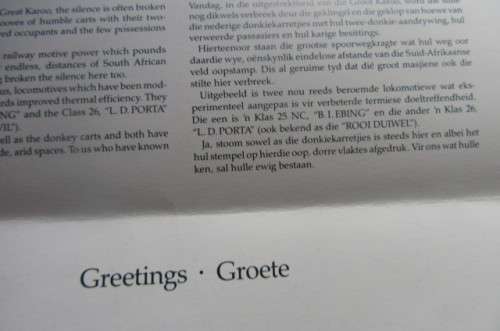 Great Karoo, the silence is often broken
ooves of humble carts with their two-
ved occupants and the few possessions
railway motive power which pounds
endless, distances of South African
g broken the silence here too.
us, locomotives which have been mod-
rds improved thermal efficiency. They
NG" and the Class 26, "L. D. PORTA"
VIL").
ell as the donkey carts and both have
de, arid spaces. To us who have known
Vandag, in die uitgestrektheid van die Groot Karoo, word die stilte
nog dikwels verbreek deur die geklingel en die geklop van hoewe van
die nederige donkiekarretjies met hul twee-donkie-aandrywing, hul
verweerde passasiers en hul karige besittings.
Hierteenoor staan die grootse spoorwegkragte wat hul weg oor
daardie wye, oënskynlik eindelose afstande van die Suid-Afrikaanse
veld oopstamp. Dis al geruime tyd dat dié groot masjiene ook die
stilte hier verbreek.
Uitgebeeld is twee nou reeds beroemde lokomotiewe wat eks-
perimenteel aangepas is vir verbeterde termiese doeltreffendheid.
Die een is 'n Klas 25 NC, "B.I. EBING" en die ander 'n Klas 26,
"L. D. PORTA" (ook bekend as die "ROOI DUIWEL").
Ja, stoom sowel as die donkiekarretjies is steeds hier en albei het
hul stempel op hierdie oop, dorre vlaktes afgedruk. Vir ons wat hulle
ken, sal hulle ewig bestaan.
Greetings · Groete